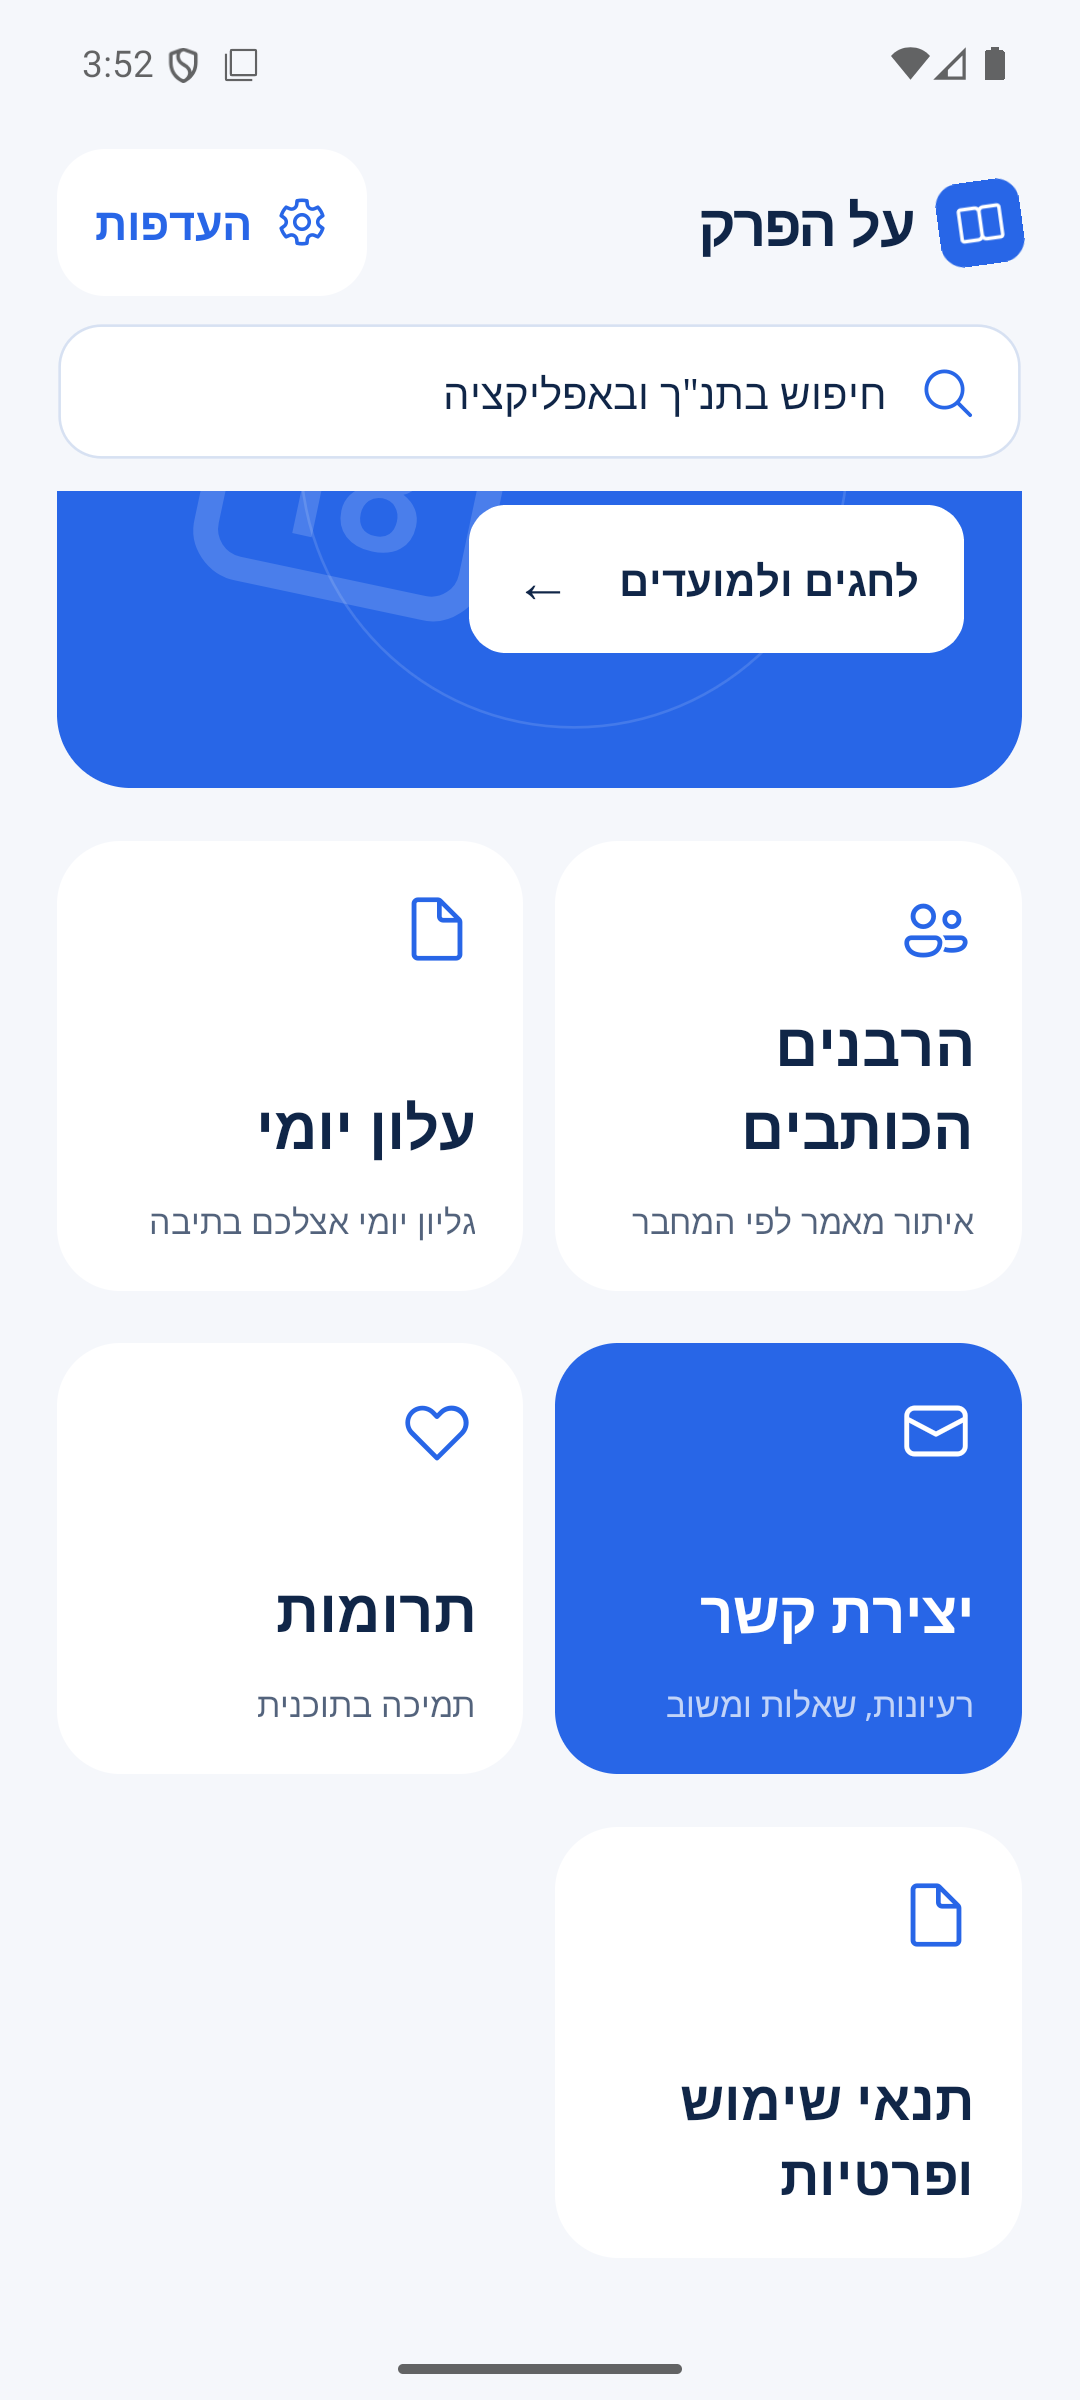 3:52
על הפרק
העדפות
חיפוש בתנ"ך ובאפליקציה
18
לחגים ולמועדים ←
הרבנים
הכותבים
איתור מאמר לפי המחבר
עלון יומי
גליון יומי אצלכם בתיבה
יצירת קשר
רעיונות, שאלות ומשוב
תרומות
תמיכה בתוכנית
תנאי שימוש
ופרטיות